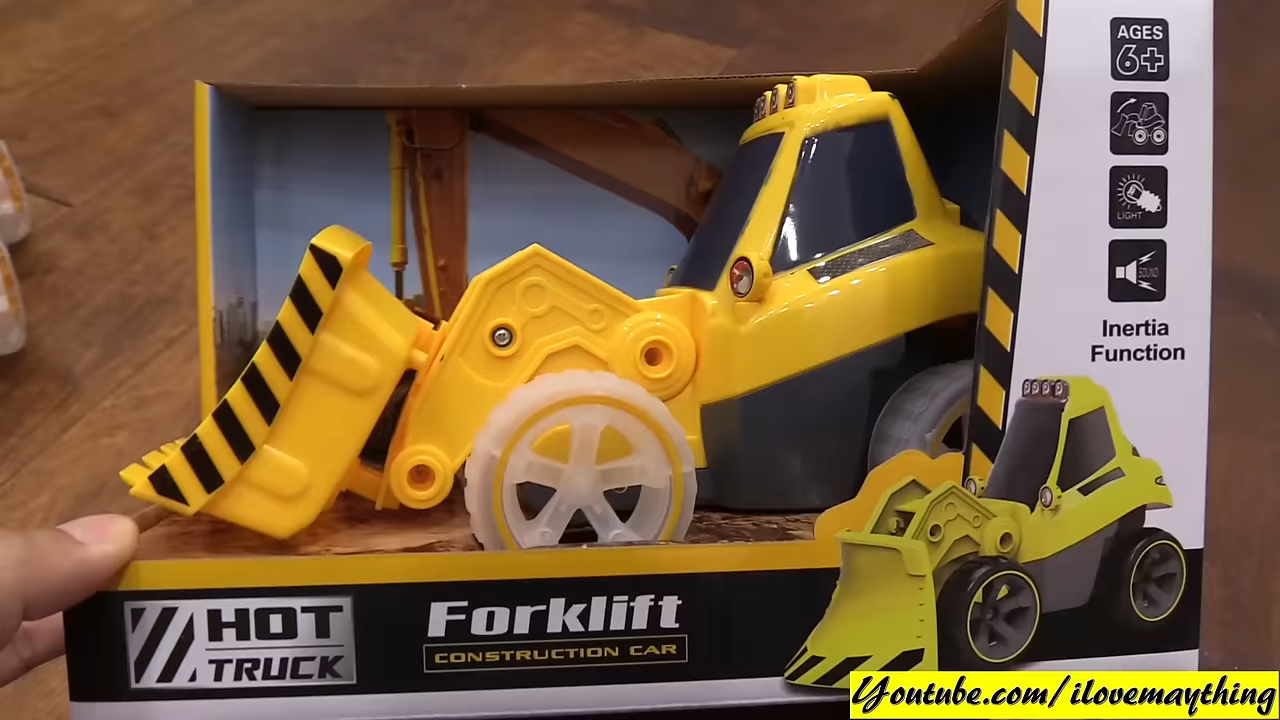 AGES
6+
LIGHT
SOUND
Inertia
Function
HOT
TRUCK
Forklift
CONSTRUCTION CAR
Youtube.com/ilovemaything